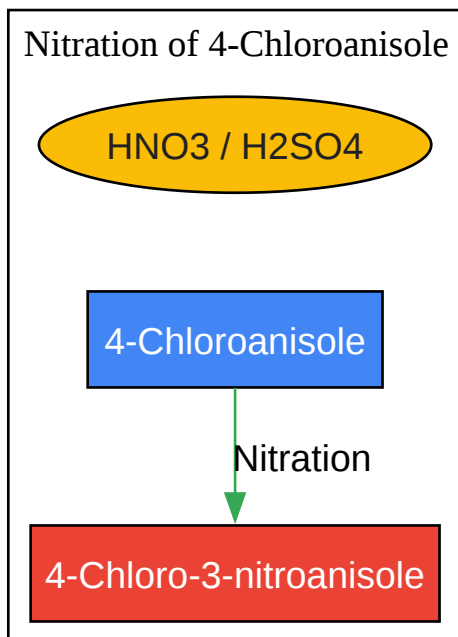 Nitration of 4-Chloroanisole
HNO3 / H2SO4
4-Chloroanisole
Nitration
4-Chloro-3-nitroanisole